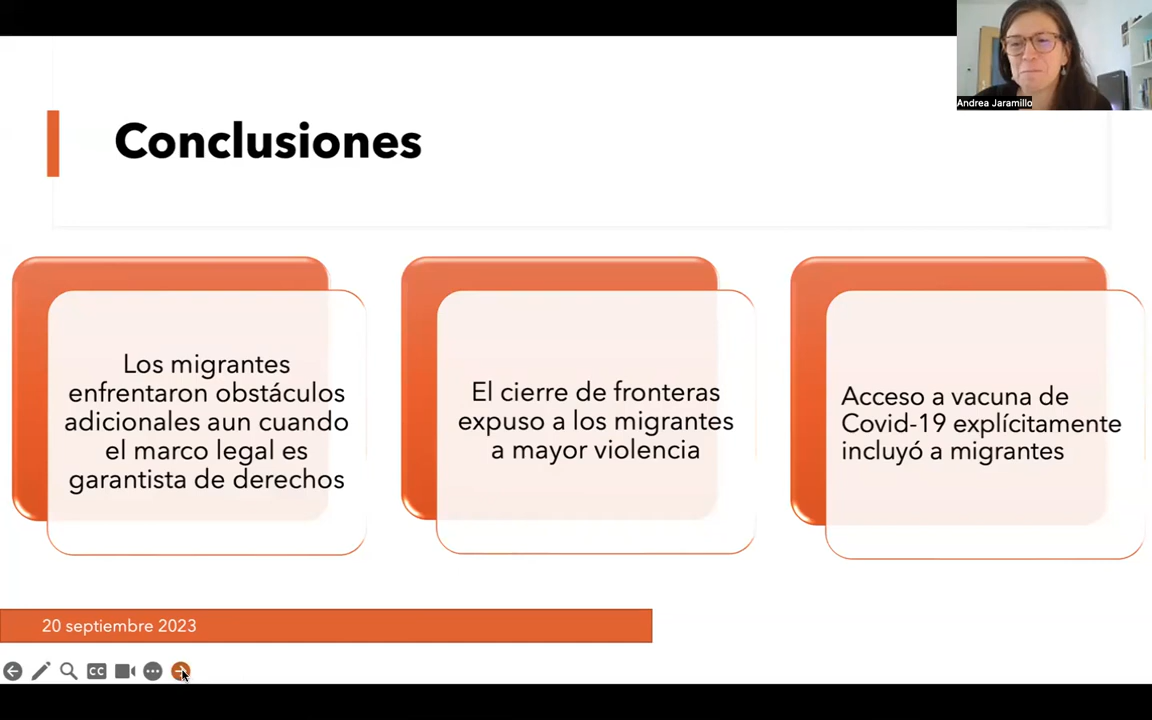 Andrea Jaramillo
Conclusiones
Los migrantes
enfrentaron obstáculos
adicionales aun cuando
el marco legal es
garantista de derechos
El cierre de fronteras
expuso a los migrantes
a mayor violencia
Acceso a vacuna de
Covid-19 explícitamente
incluyó a migrantes
20 septiembre 2023
CC